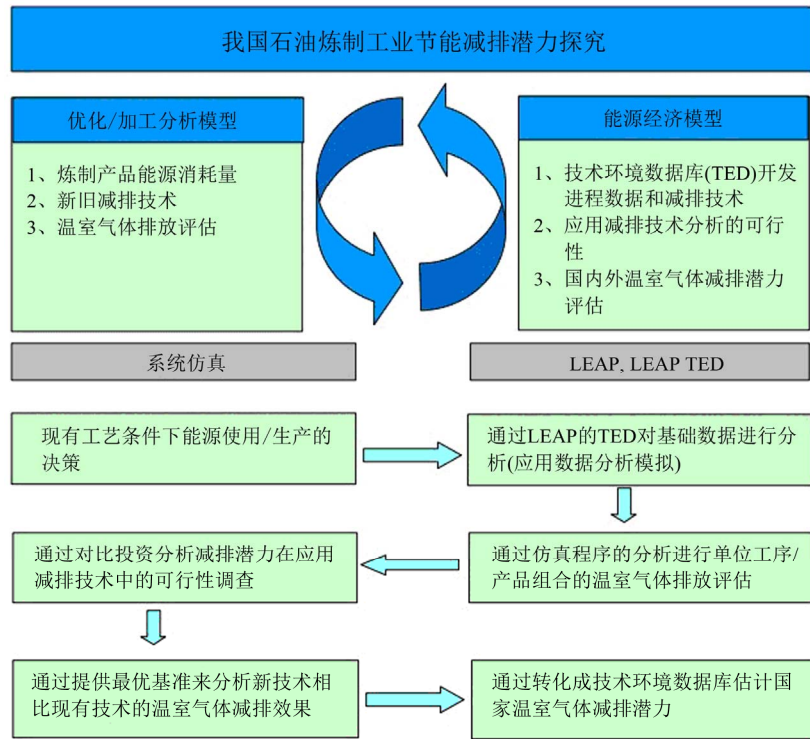 我国石油炼制工业节能减排潜力探究
优化/加工分析模型
1、炼制产品能源消耗量
2、新旧减排技术
3、温室气体排放评估
能源经济模型
1、技术环境数据库(TED)开发
进程数据和减排技术
2、应用减排技术分析的可行
性
3、国内外温室气体减排潜力
评估
系统仿真
LEAP, LEAP TED
现有工艺条件下能源使用/生产的
决策
通过LEAP的TED对基础数据进行分
析(应用数据分析模拟)
通过对比投资分析减排潜力在应用
减排技术中的可行性调查
通过仿真程序的分析进行单位工序/
产品组合的温室气体排放评估
通过提供最优基准来分析新技术相
比现有技术的温室气体减排效果
通过转化成技术环境数据库估计国
家温室气体减排潜力